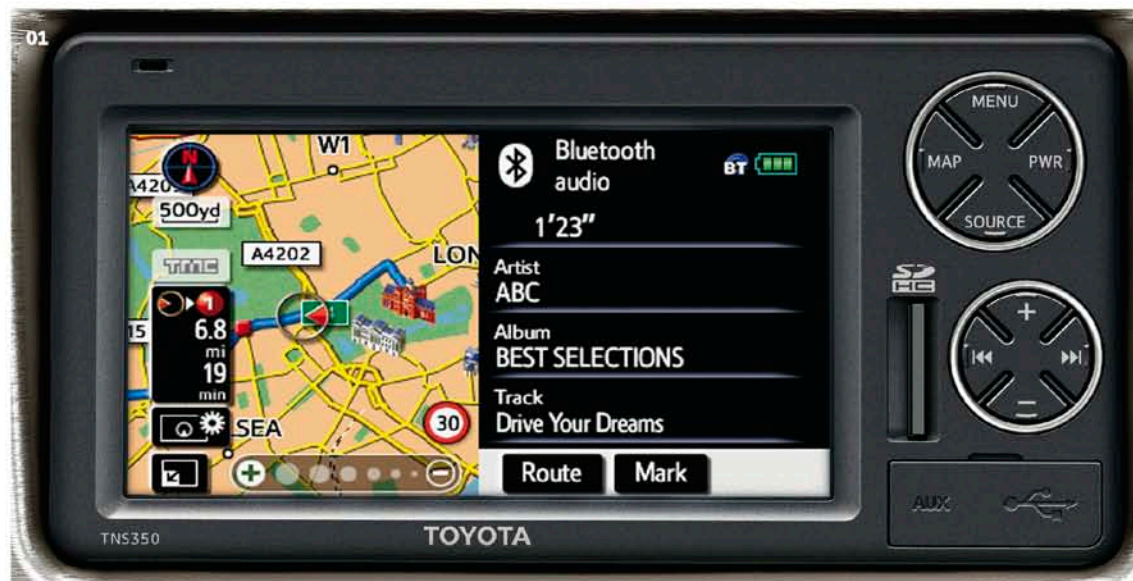 01
W1
A4202
500yd
A4202
LON
TMC
1
15
6.8
mi
19
min
SEA
30
Bluetooth
audio
BT
1'23"
Artist
ABC
Album
BEST SELECTIONS
Track
Drive Your Dreams
Route Mark
MENU
MAP PWR
SOURCE
SD
HC
AUX
TNS350
TOYOTA